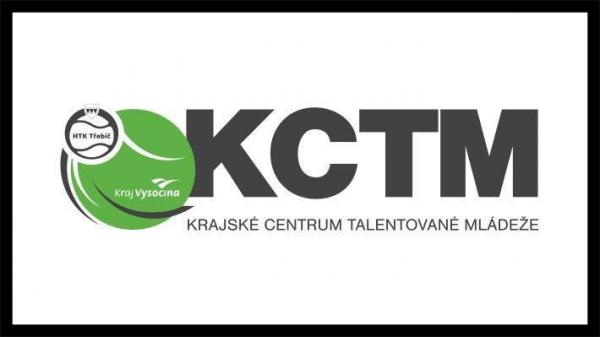 HTK Třebíč
Kraj Vysočina
KCTM
KRAJSKÉ CENTRUM TALENTOVANÉ MLÁDEŽE